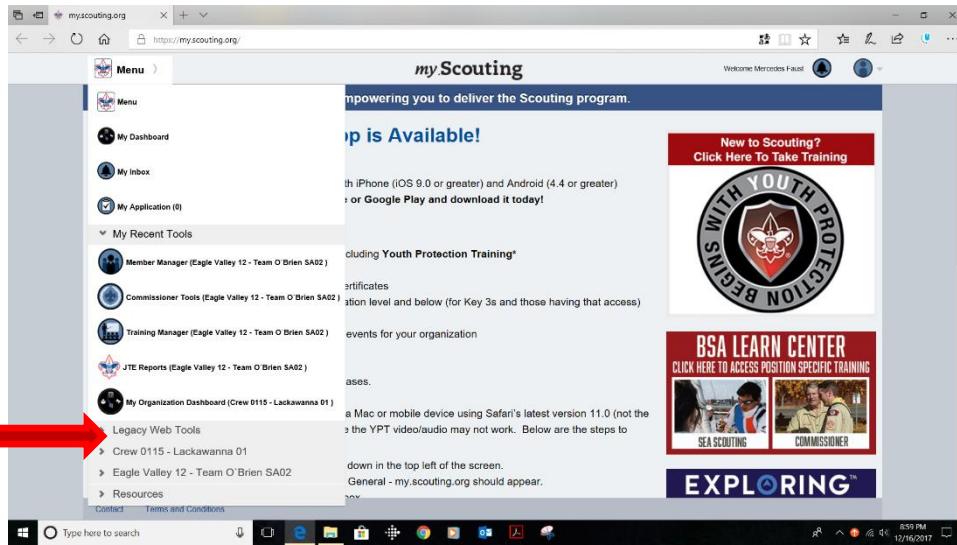 my.scouting.org
https://my.scouting.org/
Menu
my.Scouting
Welcome Mercedes Faust
Menu
My Dashboard
My Inbox
My Application (0)
My Recent Tools
Member Manager (Eagle Valley 12 - Team O`Brien SA02 )
Commissioner Tools (Eagle Valley 12 - Team O`Brien SA02 )
Training Manager (Eagle Valley 12 - Team O`Brien SA02 )
JTE Reports (Eagle Valley 12 - Team O`Brien SA02 )
My Organization Dashboard (Crew 0115 - Lackawanna 01 )
Legacy Web Tools
Crew 0115 - Lackawanna 01
Eagle Valley 12 - Team O`Brien SA02
Resources
Contact Terms and Conditions
mpowering you to deliver the Scouting program.
pp is Available!
th iPhone (iOS 9.0 or greater) and Android (4.4 or greater)
or Google Play and download it today!
cluding Youth Protection Training*
ertificates
ation level and below (for Key 3s and those having that access)
events for your organization
ases.
a Mac or mobile device using Safari's latest version 11.0 (not the
the YPT video/audio may not work. Below are the steps to
down in the top left of the screen.
General - my.scouting.org should appear.
New to Scouting?
Click Here To Take Training
WITH YOUTH PROTECTION
BEGINS NOW
BSA LEARN CENTER
CLICK HERE TO ACCESS POSITION SPECIFIC TRAINING
SEA SCOUTING
COMMISSIONER
EXPLORING™
Type here to search
8:59 PM
12/16/2017